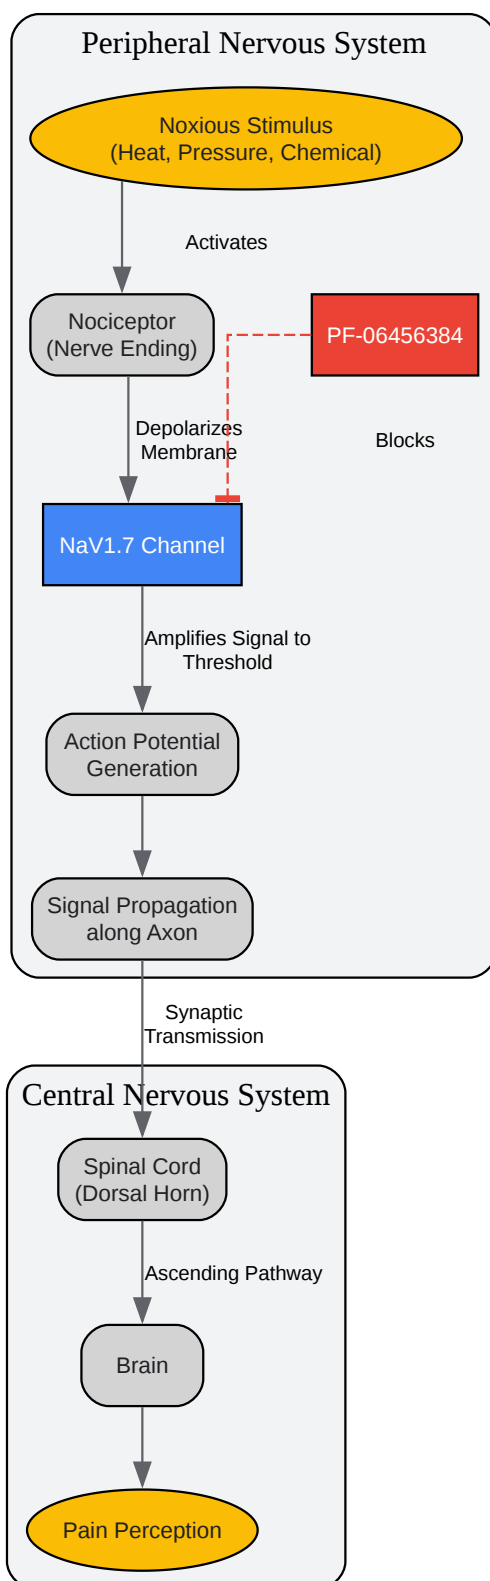 Peripheral Nervous System
Noxious Stimulus
(Heat, Pressure, Chemical)
Activates
Nociceptor
(Nerve Ending)
PF-06456384
Depolarizes
Membrane
Blocks
NaV1.7 Channel
Amplifies Signal to
Threshold
Action Potential
Generation
Signal Propagation
along Axon
Synaptic
Transmission
Central Nervous System
Spinal Cord
(Dorsal Horn)
Ascending Pathway
Brain
Pain Perception